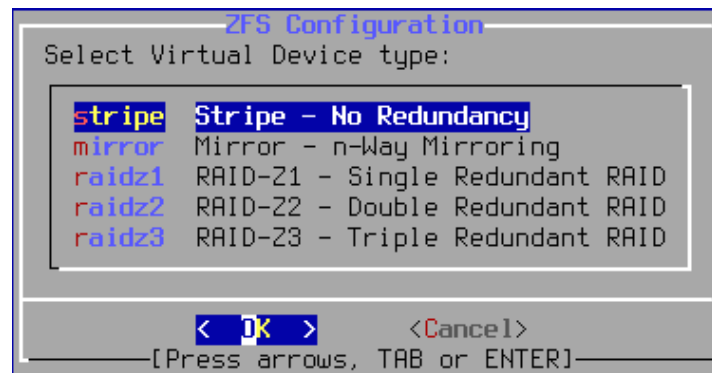 ZFS Configuration
Select Virtual Device type:
stripe Stripe - No Redundancy
mirror Mirror - n-Way Mirroring
raidz1 RAID-Z1 - Single Redundant RAID
raidz2 RAID-Z2 - Double Redundant RAID
raidz3 RAID-Z3 - Triple Redundant RAID
< OK > <Cancel>
[Press arrows, TAB or ENTER]